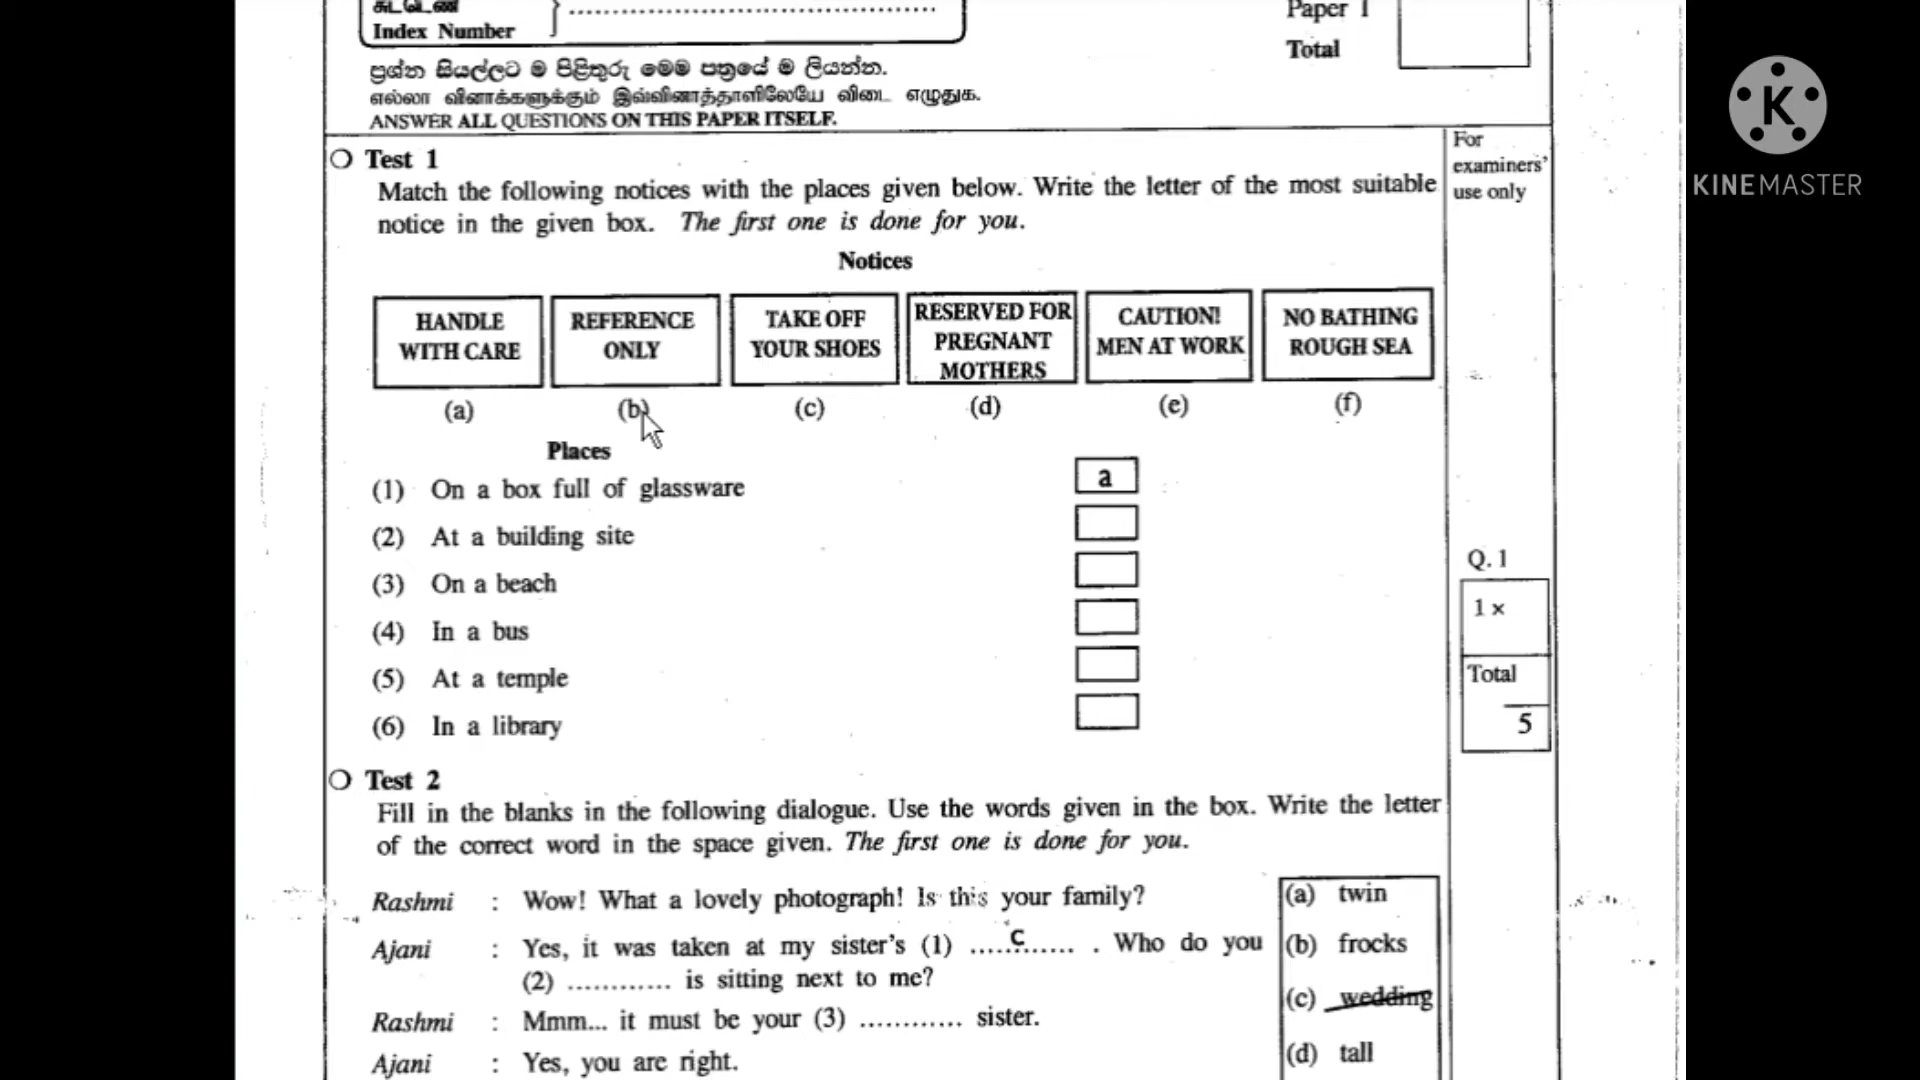 Index Number
Paper 1
Total
ප්‍රශ්න සියල්ලට ම පිළිතුරු මෙම පත්‍රයේ ම ලියන්න.
எல்லா வினாக்களுக்கும் இவ்வினாத்தாளிலேயே விடை எழுதுக.
ANSWER ALL QUESTIONS ON THIS PAPER ITSELF.
For
examiners'
use only
KINEMASTER
Test 1
Match the following notices with the places given below. Write the letter of the most suitable
notice in the given box. The first one is done for you.
Notices
HANDLE
WITH CARE
(a)
REFERENCE
ONLY
(b)
TAKE OFF
YOUR SHOES
(c)
RESERVED FOR
PREGNANT
MOTHERS
(d)
CAUTION!
MEN AT WORK
(e)
NO BATHING
ROUGH SEA
(f)
Places
(1) On a box full of glassware a
(2) At a building site
(3) On a beach
(4) In a bus
(5) At a temple
(6) In a library
Q. 1
1 ×
Total
5
Test 2
Fill in the blanks in the following dialogue. Use the words given in the box. Write the letter
of the correct word in the space given. The first one is done for you.
Rashmi : Wow! What a lovely photograph! Is this your family?
Ajani : Yes, it was taken at my sister's (1) .....c...... . Who do you
(2) ............ is sitting next to me?
Rashmi : Mmm... it must be your (3) ............ sister.
Ajani : Yes, you are right.
(a) twin
(b) frocks
(c) wedding
(d) tall